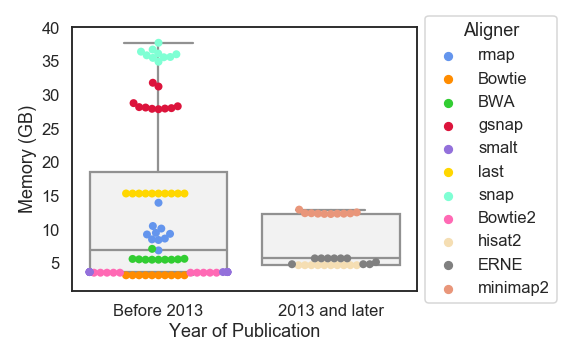 Memory (GB)
40
35
30
25
20
15
10
5
Before 2013
2013 and later
Year of Publication
Aligner
rmap
Bowtie
BWA
gsnap
smalt
last
snap
Bowtie2
hisat2
ERNE
minimap2